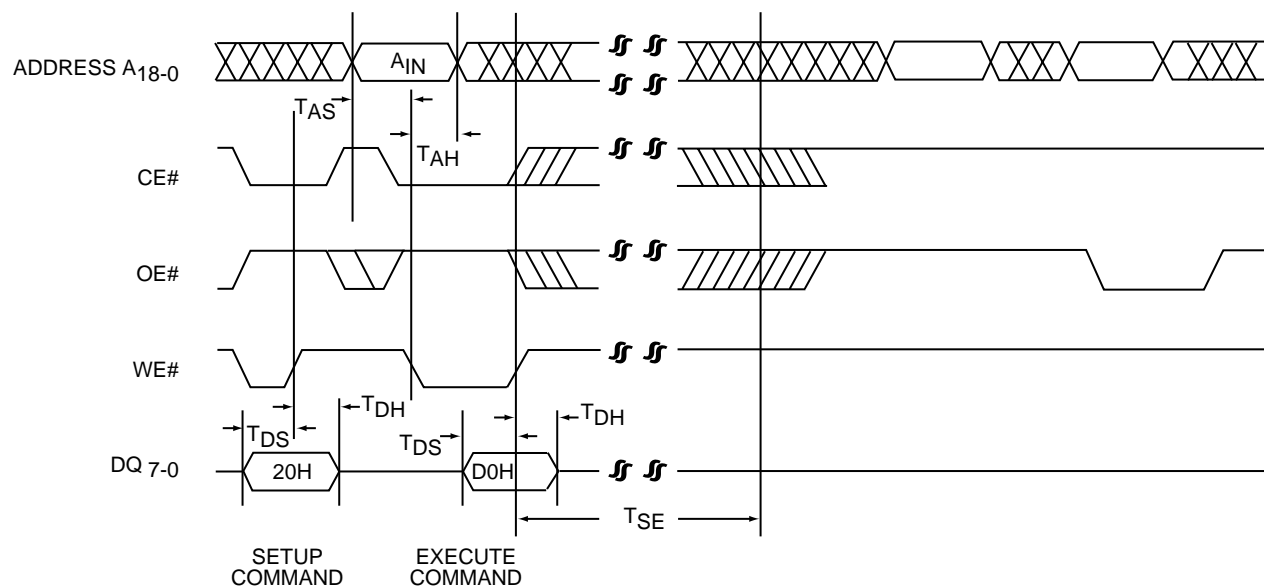 ADDRESS A18-0
AIN
TAS
TAH
CE#
OE#
WE#
TDH
TDS
TDH
TDS
DQ 7-0
20H
D0H
TSE
SETUP
COMMAND
EXECUTE
COMMAND